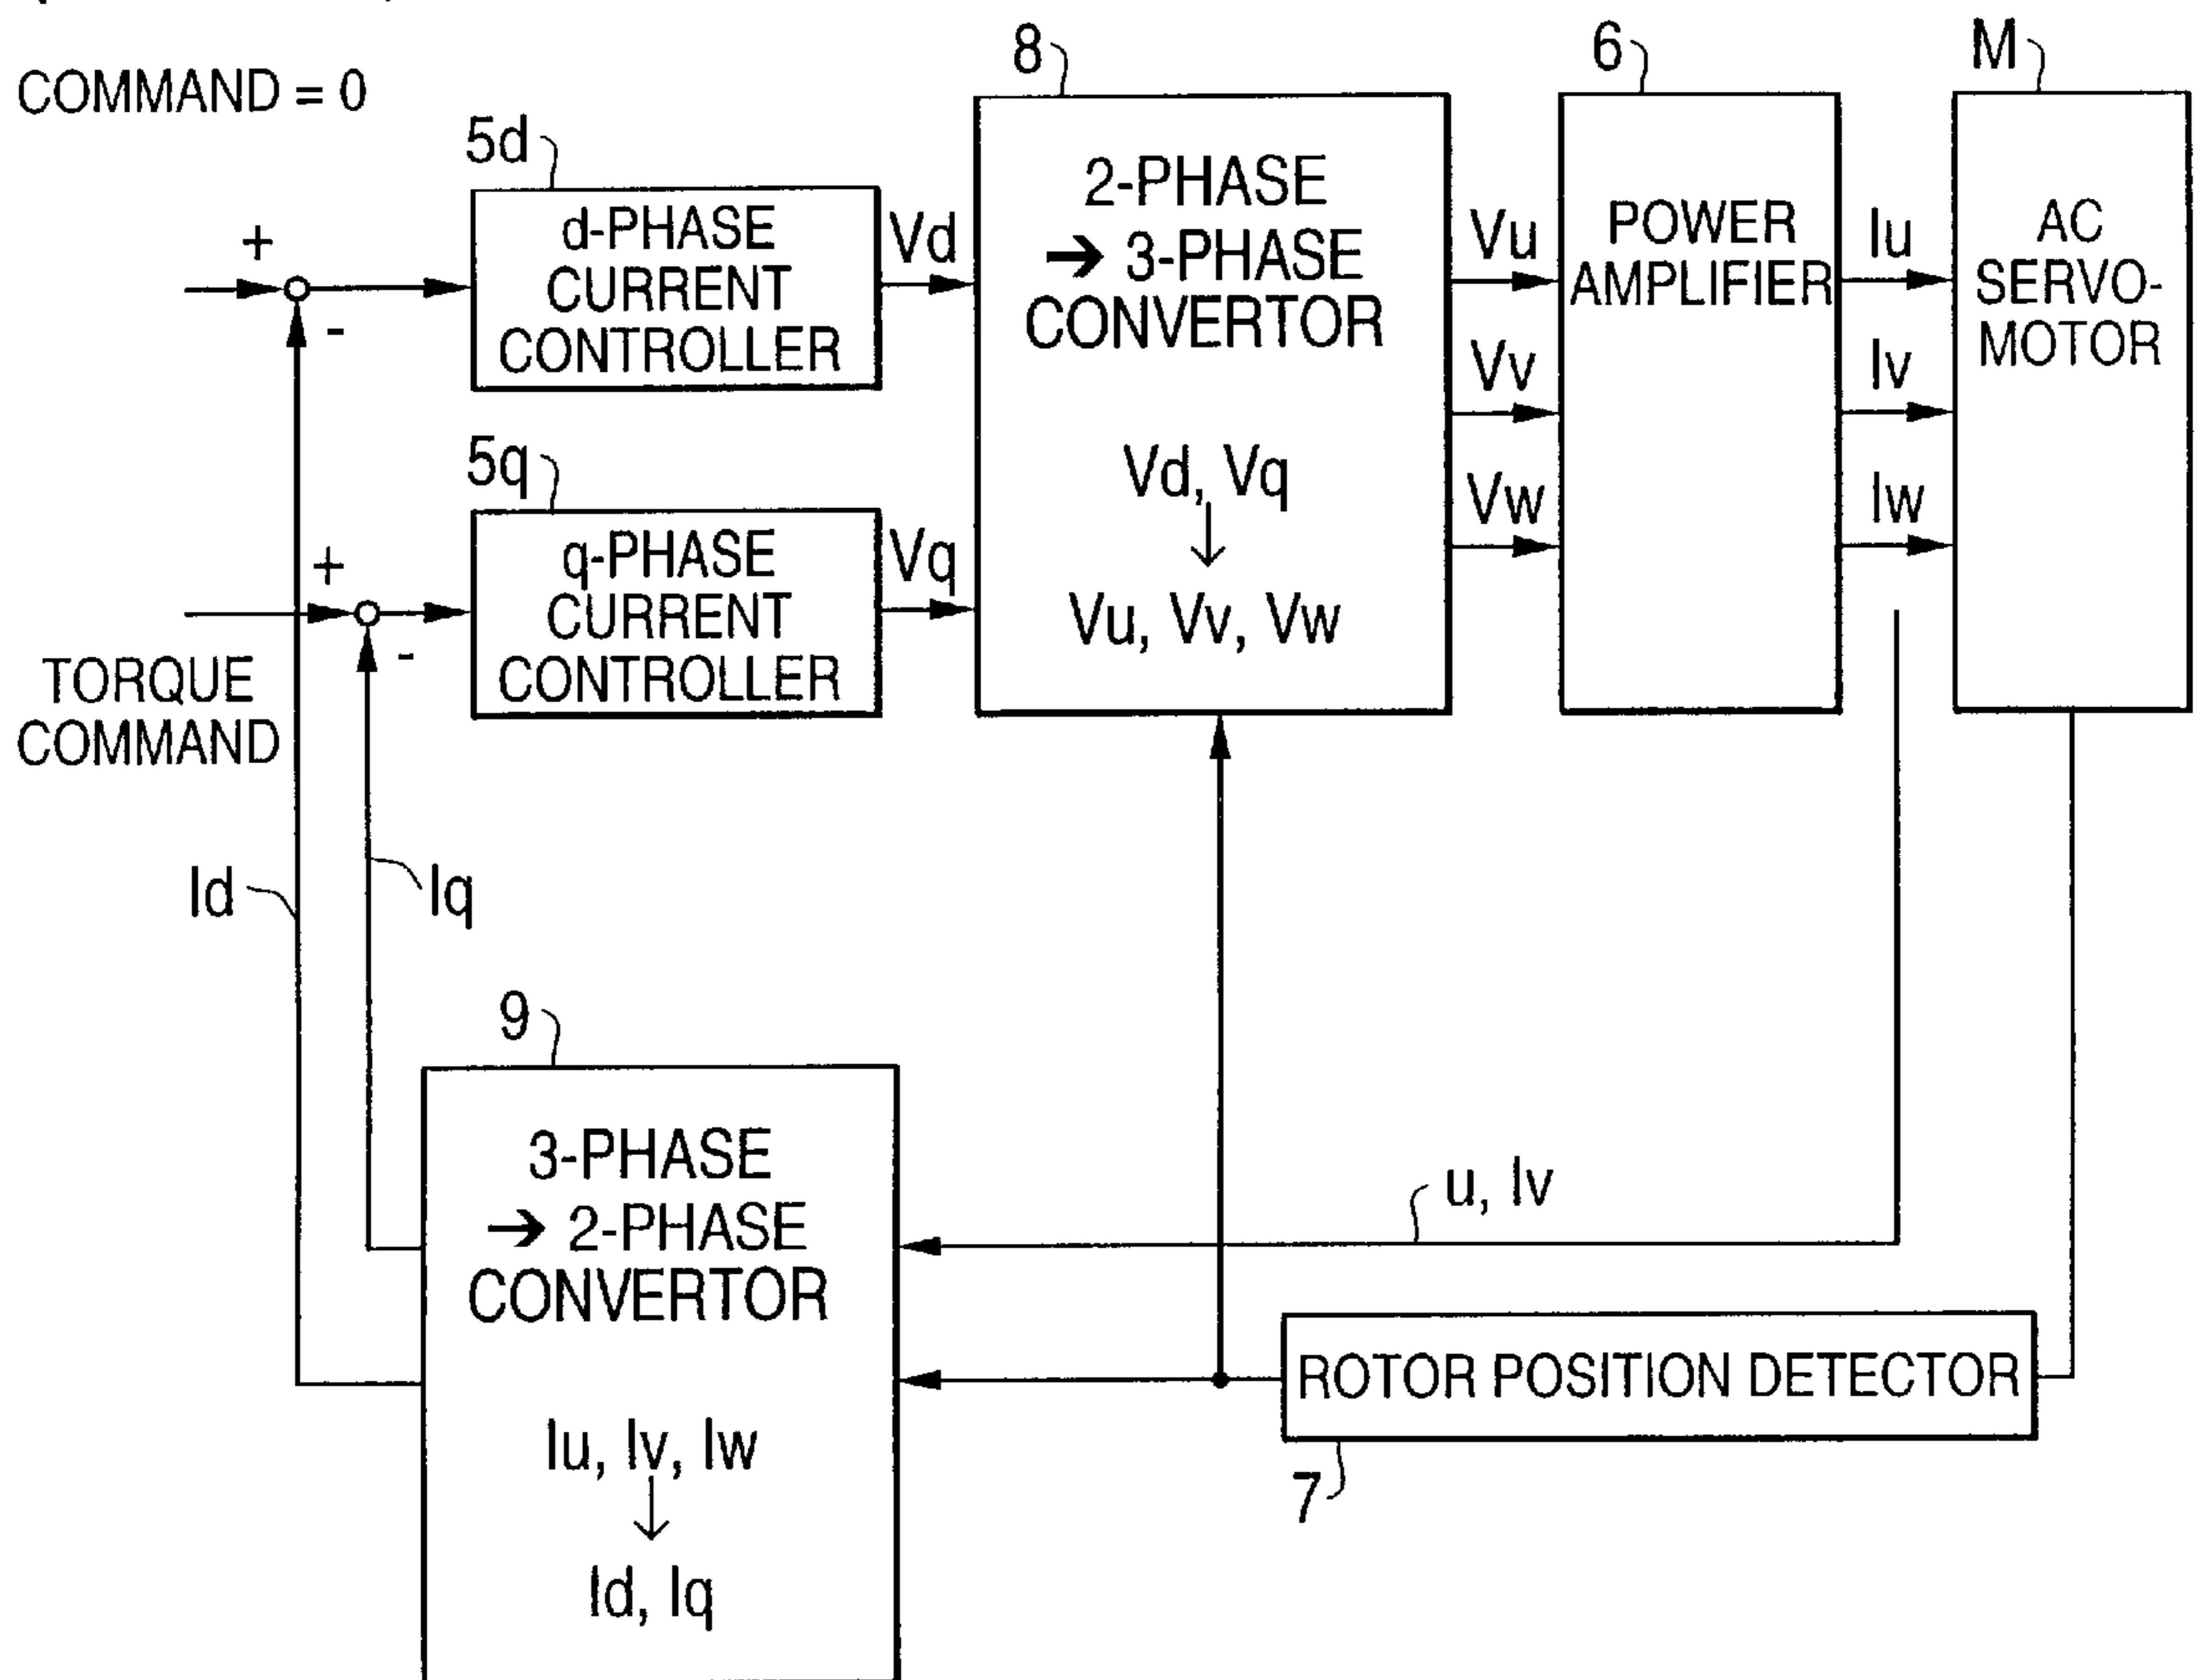 COMMAND = 0
8
6
M
5d
+
-
d-PHASE
CURRENT
CONTROLLER
Vd
2-PHASE
➔ 3-PHASE
CONVERTOR
Vd, Vq
↓
Vu, Vv, Vw
Vu
Vv
Vw
POWER
AMPLIFIER
Iu
Iv
Iw
AC
SERVO-
MOTOR
5q
+
-
q-PHASE
CURRENT
CONTROLLER
Vq
TORQUE
COMMAND
Id
Iq
9
3-PHASE
➔ 2-PHASE
CONVERTOR
Iu, Iv, Iw
↓
Id, Iq
u, Iv
ROTOR POSITION DETECTOR
7